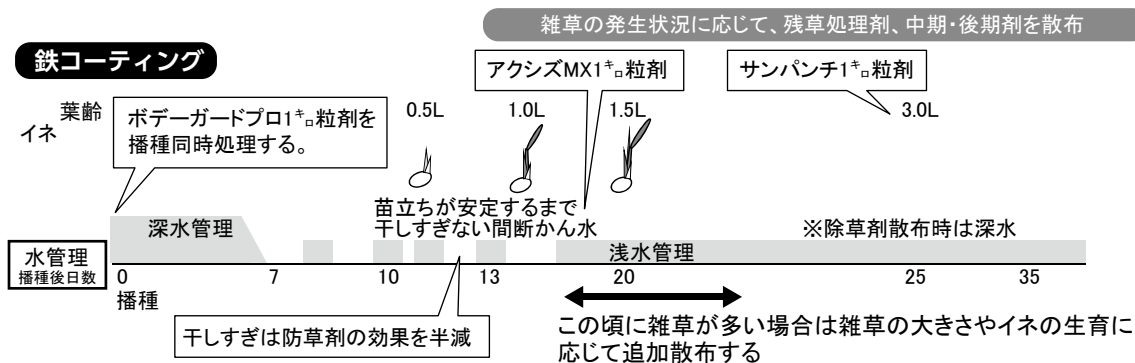 雑草の発生状況に応じて、残草処理剤、中期・後期剤を散布
鉄コーティング
アクシズMX1㌔粒剤
サンパンチ1㌔粒剤
葉齢
イネ
ボデーガードプロ1㌔粒剤を
播種同時処理する。
0.5L
1.0L
1.5L
3.0L
苗立ちが安定するまで
干しすぎない間断かん水
深水管理
※除草剤散布時は深水
浅水管理
水管理
播種後日数
0
7
10
13
20
25
35
播種
干しすぎは防草剤の効果を半減
この頃に雑草が多い場合は雑草の大きさやイネの生育に
応じて追加散布する